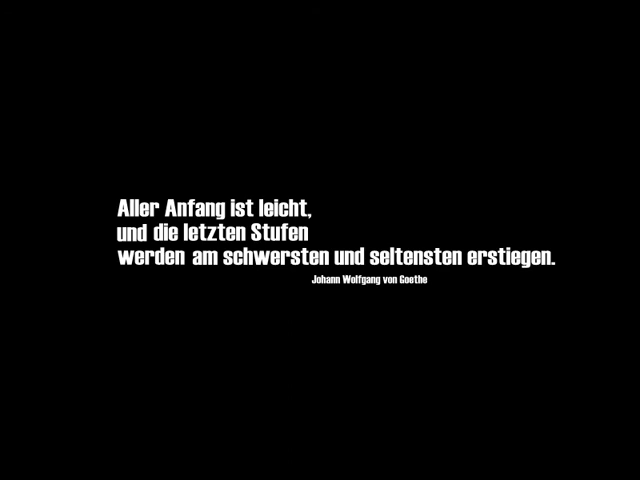 Aller Anfang ist leicht,
und die letzten Stufen
werden am schwersten und seltensten erstiegen.
Johann Wolfgang von Goethe